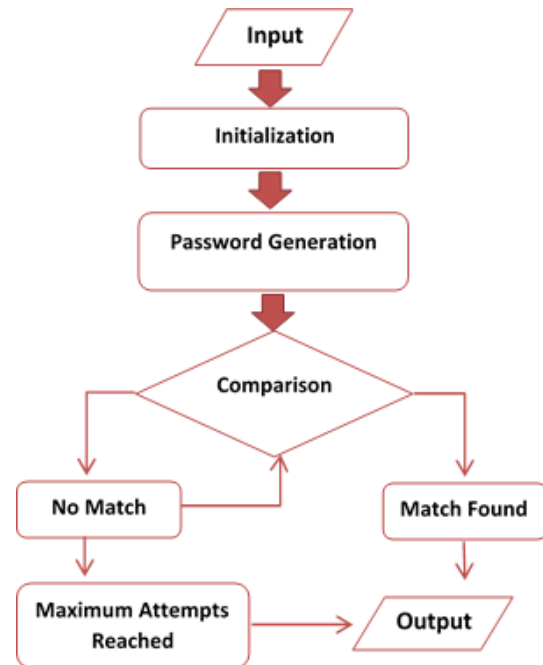 Input
Initialization
Password Generation
Comparison
No Match
Match Found
Maximum Attempts
Reached
Output